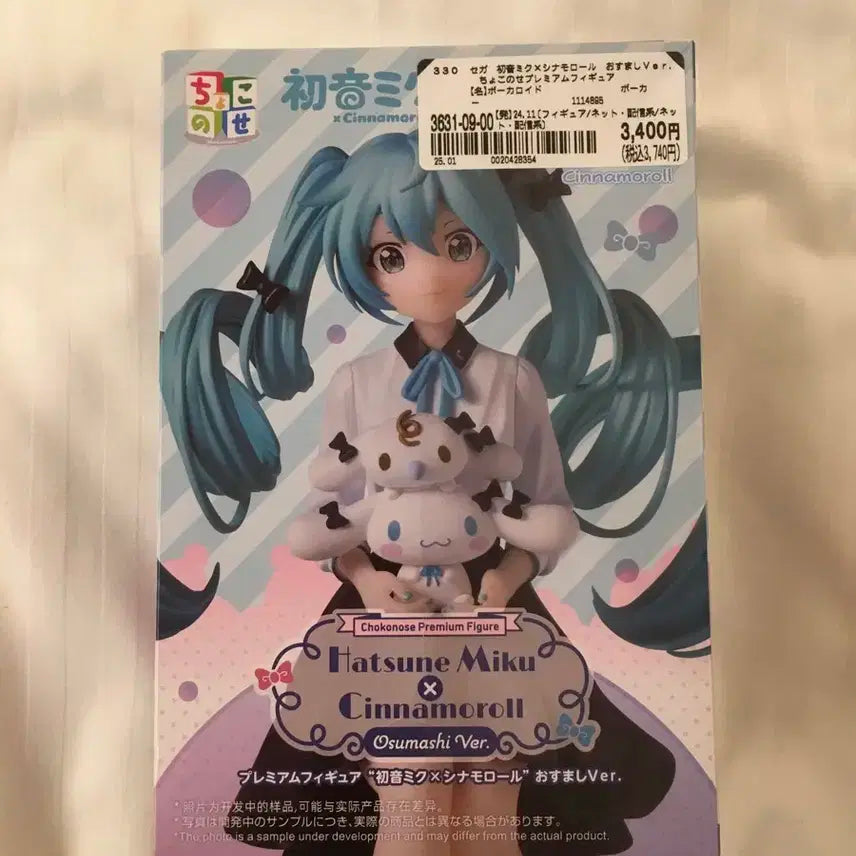 ちょこのせ
初音ミク
×Cinnamoro
330 セガ 初音ミク×シナモロール おすましVer.
ちょこのせプレミアムフィギュア
【名】ボーカロイド ボーカ
― 1114895
3631-09-00 【発】24.11(フィギュア/ネット・配信系/ネット・配信系)
3,400円
(税込3,740円)
25.01 0020428354
Cinnamoroll
Chokonose Premium Figure
Hatsune Miku
×
Cinnamoroll
Osumashi Ver.
プレミアムフィギュア“初音ミク×シナモロール”おすましVer.
*照片为开发中的样品,可能与实际产品存在差异。
*写真は開発中のサンプルにつき、実際の商品とは異なる場合があります。
*The photo is a sample under development and may differ from the actual product.